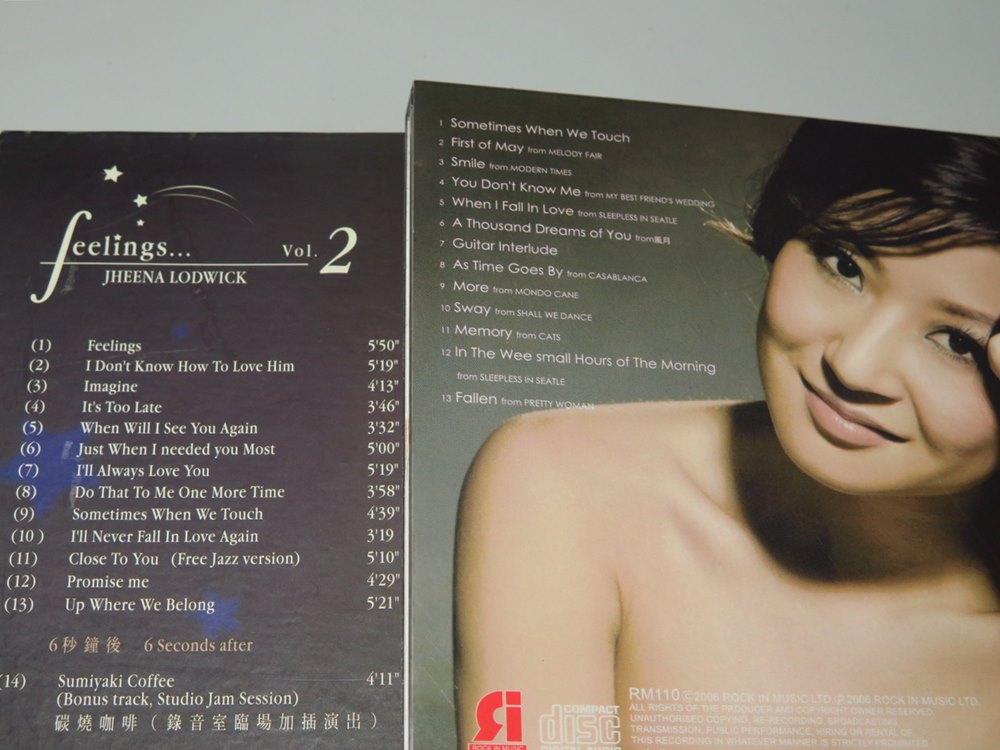 feelings... Vol. 2
JHEENA LODWICK
(1) Feelings 5'50"
(2) I Don't Know How To Love Him 5'19"
(3) Imagine 4'13"
(4) It's Too Late 3'46"
(5) When Will I See You Again 3'32"
(6) Just When I needed you Most 5'00"
(7) I'll Always Love You 5'19"
(8) Do That To Me One More Time 3'58"
(9) Sometimes When We Touch 4'39"
(10 ) I'll Never Fall In Love Again 3'19
(11) Close To You (Free Jazz version) 5'10"
(12) Promise me 4'29"
(13) Up Where We Belong 5'21"
6秒鐘後 6 Seconds after
(14) Sumiyaki Coffee 4'11"
(Bonus track, Studio Jam Session)
碳燒咖啡（錄音室臨場加插演出）
1 Sometimes When We Touch
2 First of May from MELODY FAIR
3 Smile from MODERN TIMES
4 You Don't Know Me from MY BEST FRIEND'S WEDDING
5 When I Fall In Love from SLEEPLESS IN SEATLE
6 A Thousand Dreams of You from風月
7 Guitar Interlude
8 As Time Goes By from CASABLANCA
9 More from MONDO CANE
10 Sway from SHALL WE DANCE
11 Memory from CATS
12 In The Wee small Hours of The Morning
from SLEEPLESS IN SEATLE
13 Fallen from PRETTY WOMAN
ROCK IN MUSIC
COMPACT
disc
DIGITAL AUDIO
RM110 ©2006 ROCK IN MUSIC LTD. ℗ 2006 ROCK IN MUSIC LTD.
ALL RIGHTS OF THE PRODUCER AND COPYRIGHT OWNER RESERVED.
UNAUTHORISED COPYING, RE-RECORDING, BROADCASTING
TRANSMISSION, PUBLIC PERFORMANCE, HIRING OR RENTAL OF
THIS RECORDING IN WHATEVER MANNER IS STRICTLY PROHIBITED